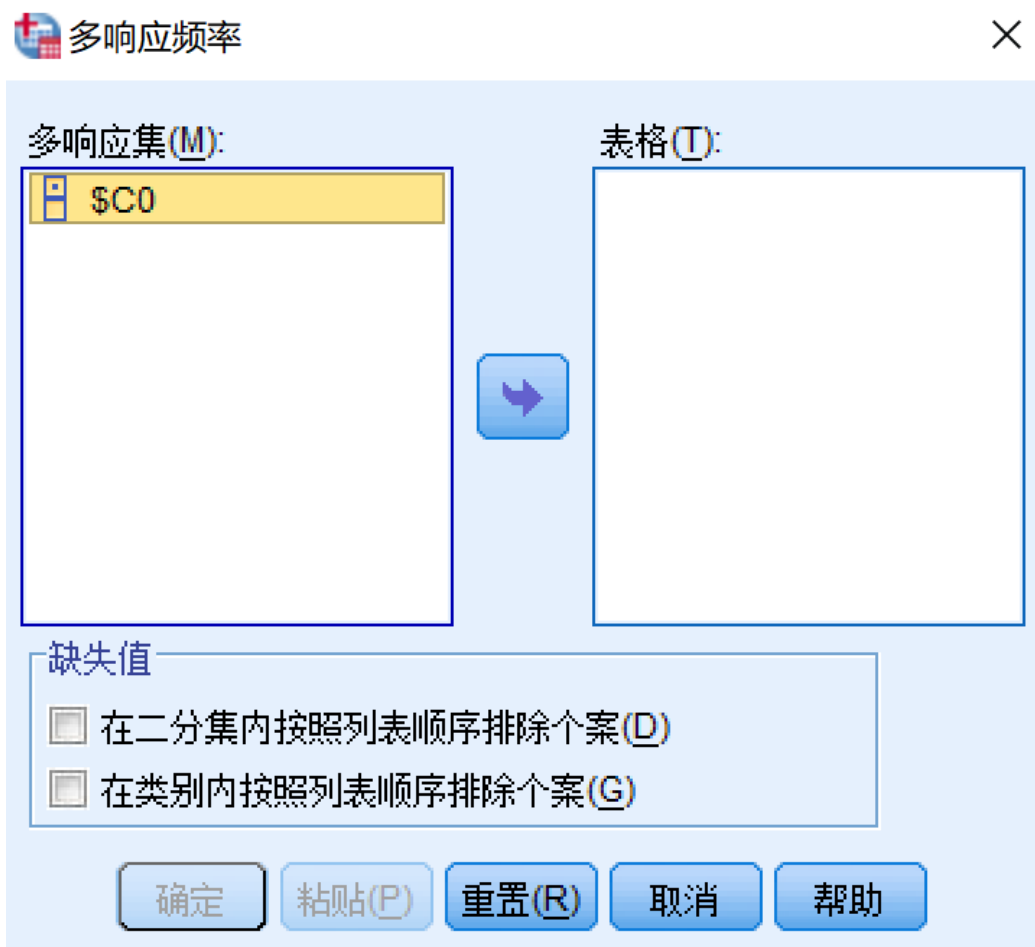 多响应频率
多响应集(M):
表格(T):
$C0
缺失值
在二分集内按照列表顺序排除个案(D)
在类别内按照列表顺序排除个案(G)
确定 粘贴(P) 重置(R) 取消 帮助